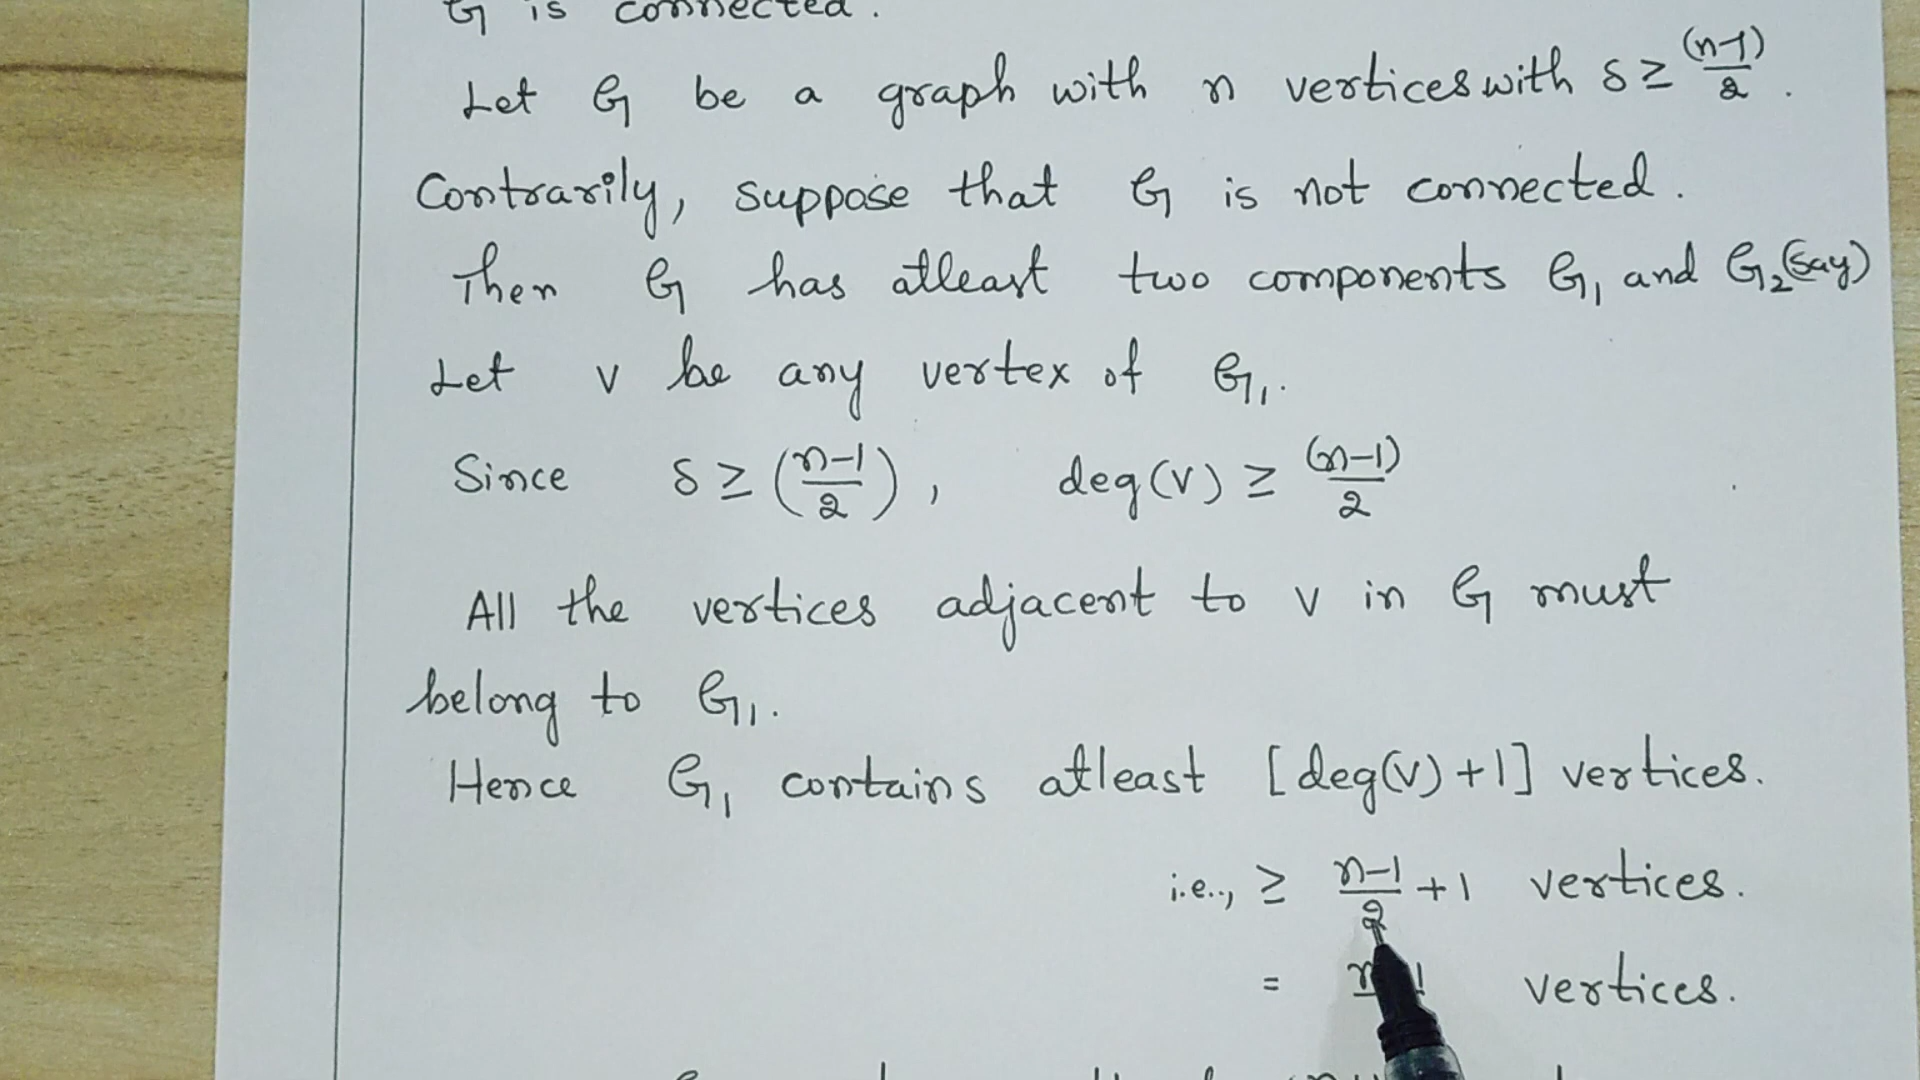 G is connected.
Let G be a graph with n vertices with δ ≥ (n-1)/2 .
Contrarily, suppose that G is not connected.
Then G has atleast two components G₁ and G₂ (say)
Let v be any vertex of G₁.
Since δ ≥ ((n-1)/2), deg(v) ≥ (n-1)/2
All the vertices adjacent to v in G must
belong to G₁.
Hence G₁ contains atleast [deg(v)+1] vertices.
i.e.., ≥ (n-1)/2 + 1 vertices.
= vertices.